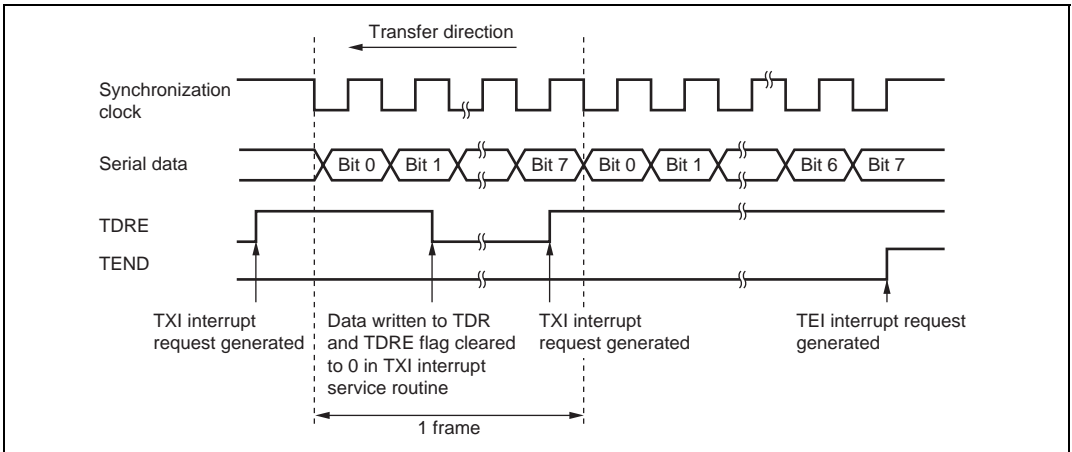 Transfer direction
Synchronization
clock
Serial data
Bit 0
Bit 1
Bit 7
Bit 0
Bit 1
Bit 6
Bit 7
TDRE
TEND
TXI interrupt
request generated
Data written to TDR
and TDRE flag cleared
to 0 in TXI interrupt
service routine
TXI interrupt
request generated
TEI interrupt request
generated
1 frame